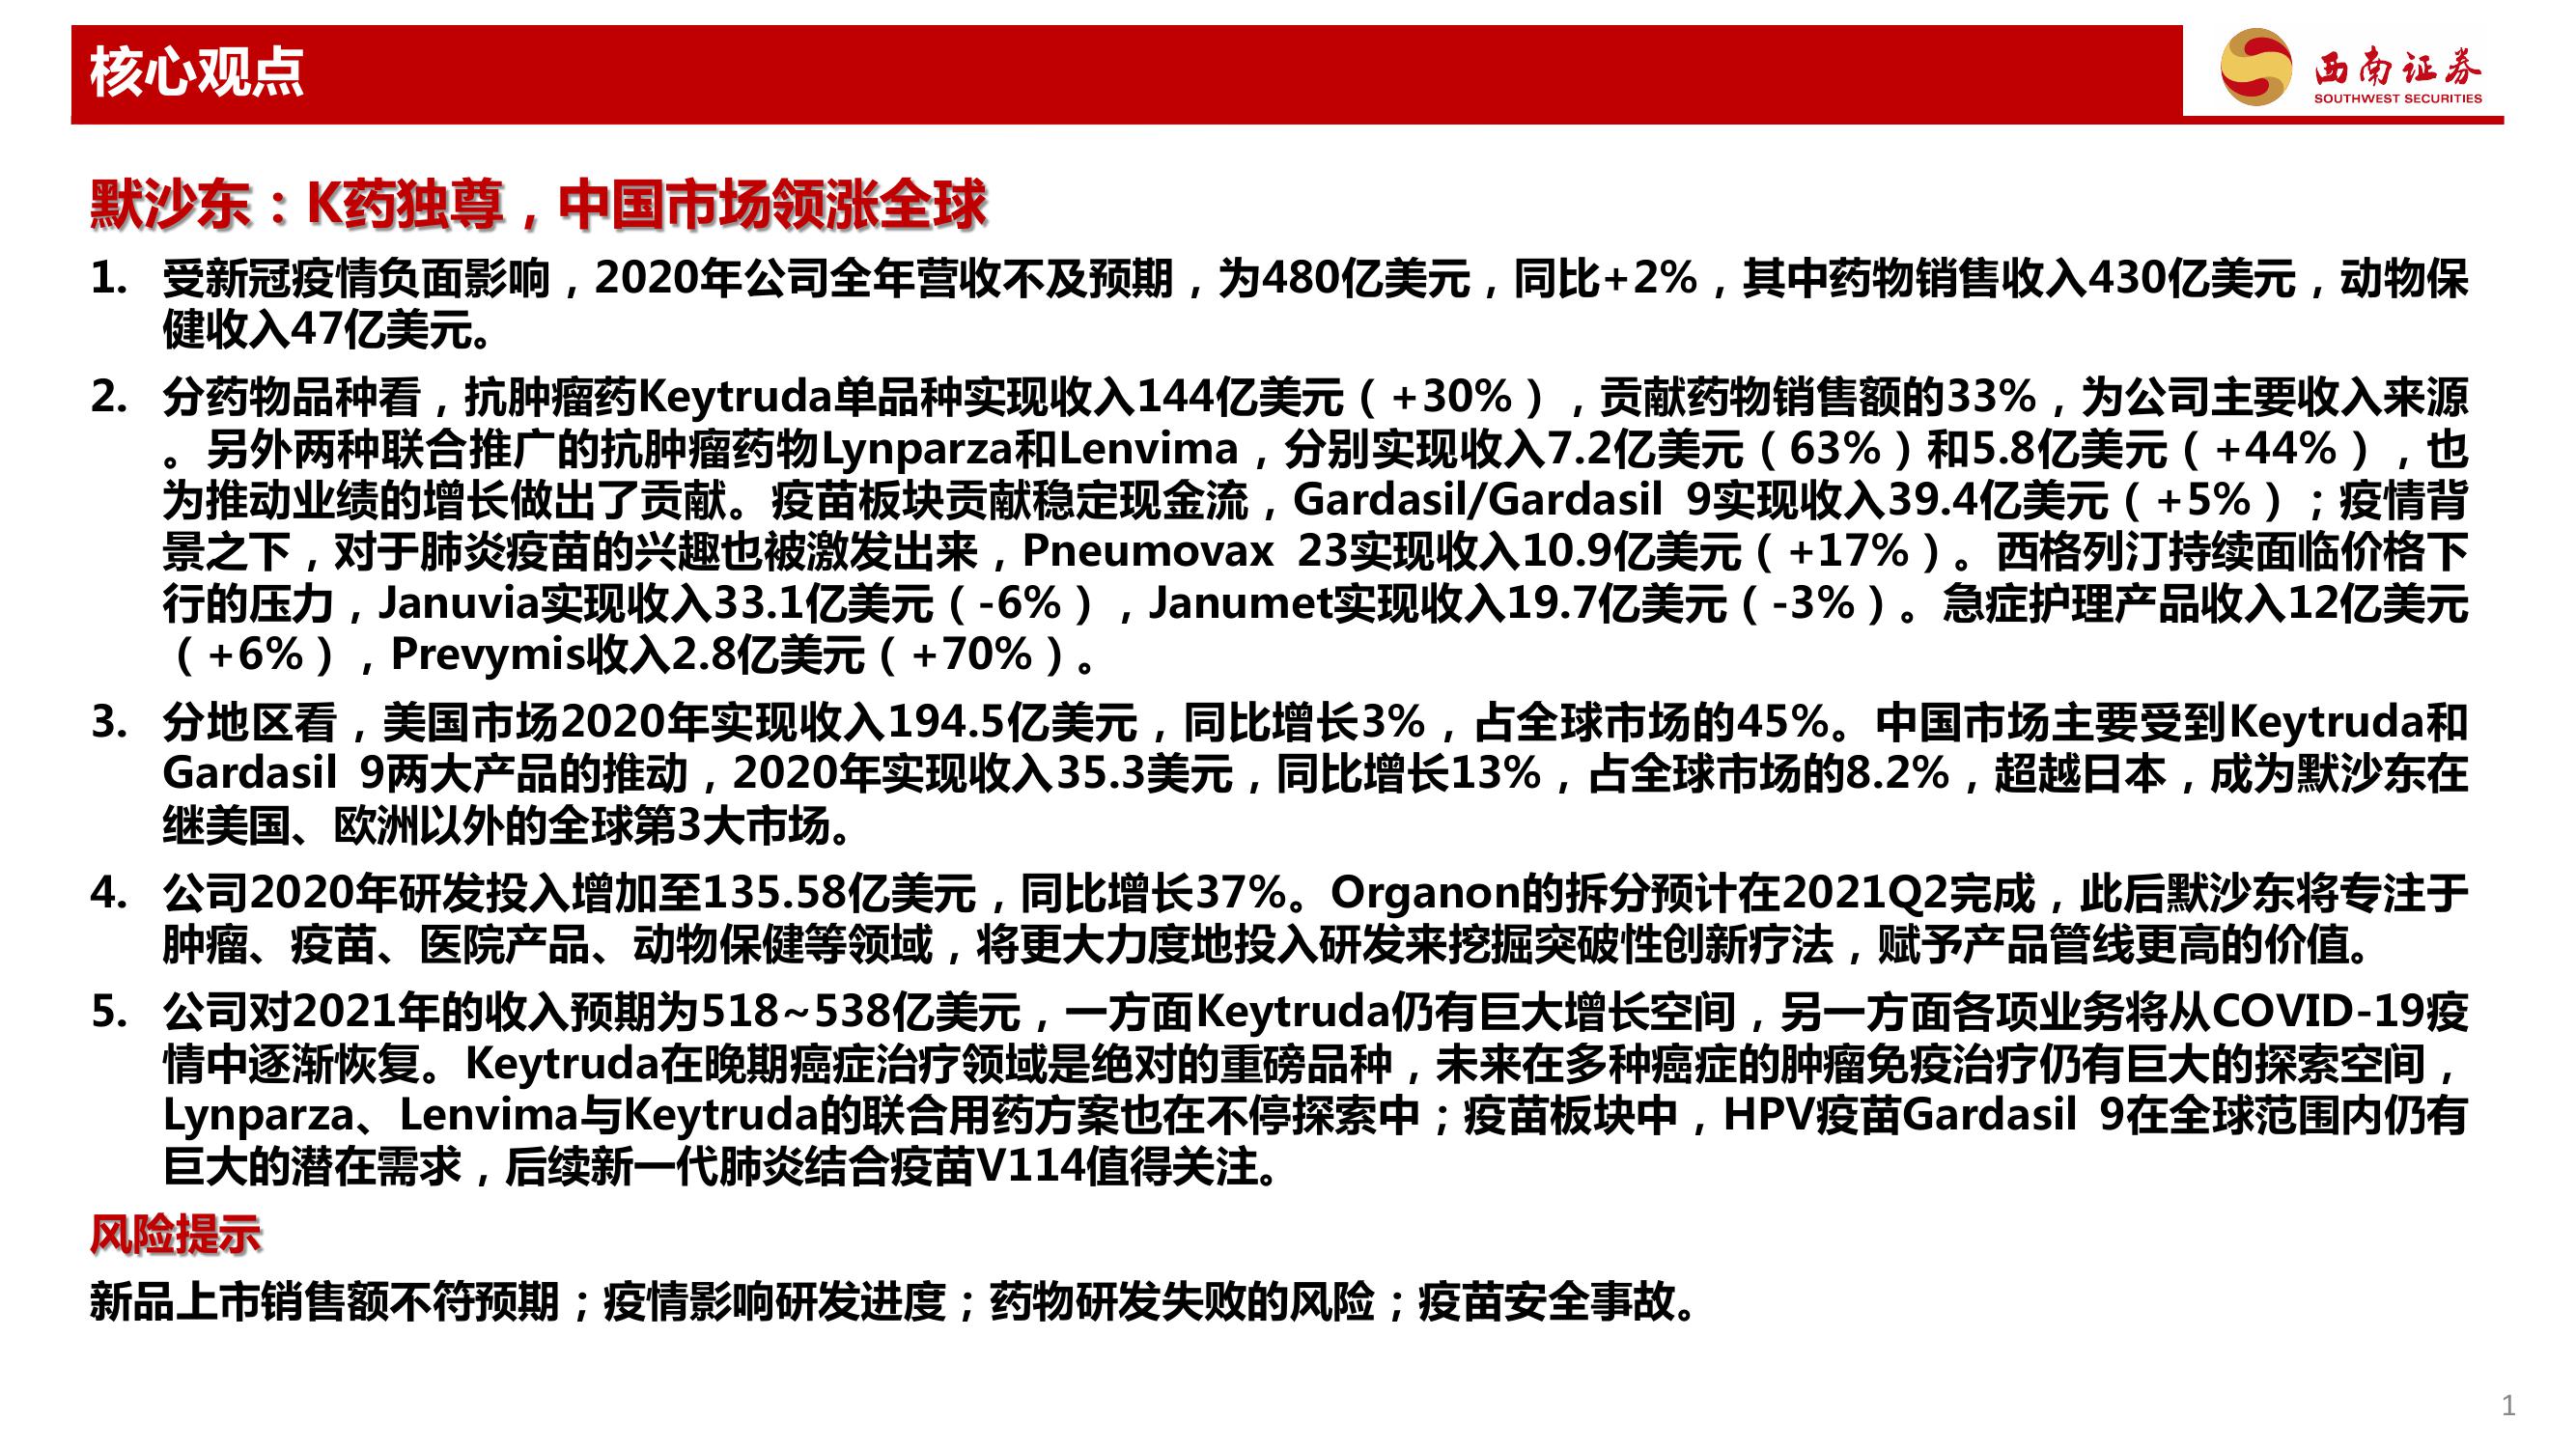 核心观点
西南证券
SOUTHWEST SECURITIES
默沙东：K药独尊，中国市场领涨全球
1. 受新冠疫情负面影响，2020年公司全年营收不及预期，为480亿美元，同比+2%，其中药物销售收入430亿美元，动物保
健收入47亿美元。
2. 分药物品种看，抗肿瘤药Keytruda单品种实现收入144亿美元（+30%），贡献药物销售额的33%，为公司主要收入来源
。另外两种联合推广的抗肿瘤药物Lynparza和Lenvima，分别实现收入7.2亿美元（63%）和5.8亿美元（+44%），也
为推动业绩的增长做出了贡献。疫苗板块贡献稳定现金流，Gardasil/Gardasil 9实现收入39.4亿美元（+5%）；疫情背
景之下，对于肺炎疫苗的兴趣也被激发出来，Pneumovax 23实现收入10.9亿美元（+17%）。西格列汀持续面临价格下
行的压力，Januvia实现收入33.1亿美元（-6%），Janumet实现收入19.7亿美元（-3%）。急症护理产品收入12亿美元
（+6%），Prevymis收入2.8亿美元（+70%）。
3. 分地区看，美国市场2020年实现收入194.5亿美元，同比增长3%，占全球市场的45%。中国市场主要受到Keytruda和
Gardasil 9两大产品的推动，2020年实现收入35.3美元，同比增长13%，占全球市场的8.2%，超越日本，成为默沙东在
继美国、欧洲以外的全球第3大市场。
4. 公司2020年研发投入增加至135.58亿美元，同比增长37%。Organon的拆分预计在2021Q2完成，此后默沙东将专注于
肿瘤、疫苗、医院产品、动物保健等领域，将更大力度地投入研发来挖掘突破性创新疗法，赋予产品管线更高的价值。
5. 公司对2021年的收入预期为518~538亿美元，一方面Keytruda仍有巨大增长空间，另一方面各项业务将从COVID-19疫
情中逐渐恢复。Keytruda在晚期癌症治疗领域是绝对的重磅品种，未来在多种癌症的肿瘤免疫治疗仍有巨大的探索空间，
Lynparza、Lenvima与Keytruda的联合用药方案也在不停探索中；疫苗板块中，HPV疫苗Gardasil 9在全球范围内仍有
巨大的潜在需求，后续新一代肺炎结合疫苗V114值得关注。
风险提示
新品上市销售额不符预期；疫情影响研发进度；药物研发失败的风险；疫苗安全事故。
1